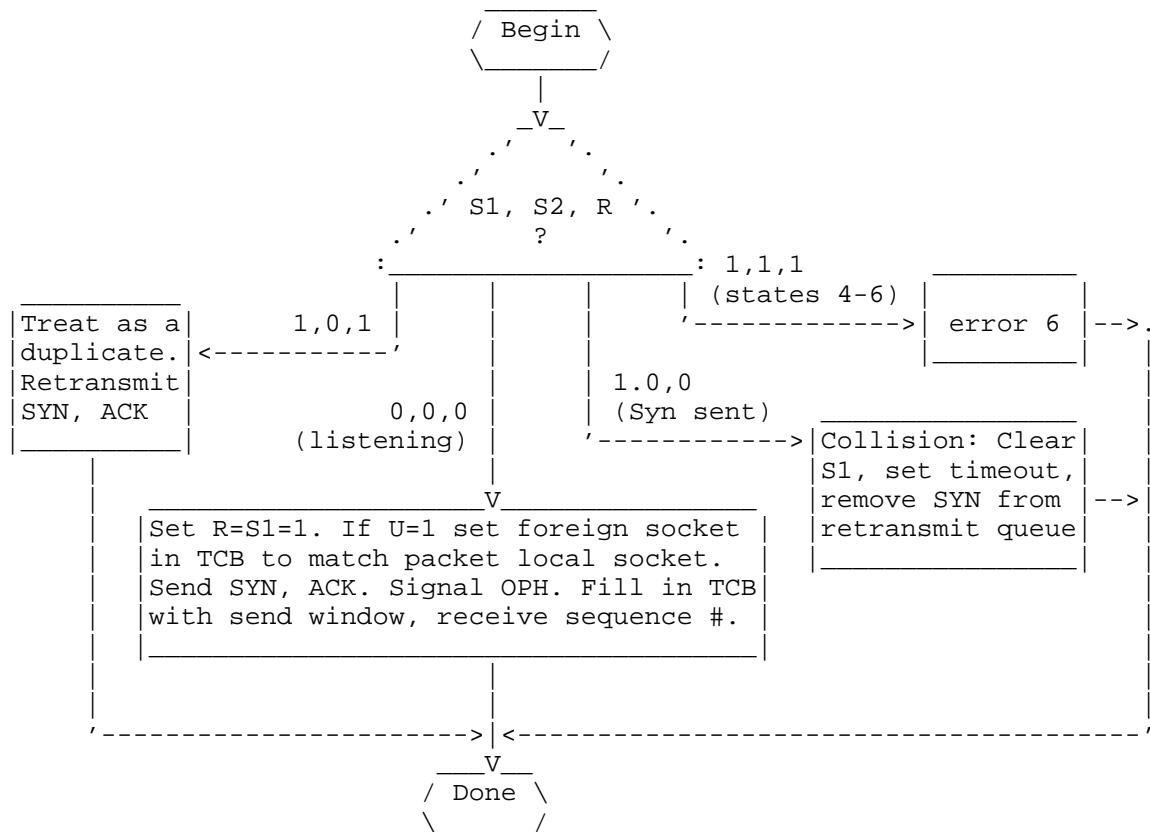 Begin
S1, S2, R
?
1,1,1
(states 4-6)
error 6
1,0,1
Treat as a
duplicate.
Retransmit
SYN, ACK
0,0,0
(listening)
1.0,0
(Syn sent)
Collision: Clear
S1, set timeout,
remove SYN from
retransmit queue
Set R=S1=1. If U=1 set foreign socket
in TCB to match packet local socket.
Send SYN, ACK. Signal OPH. Fill in TCB
with send window, receive sequence #.
Done